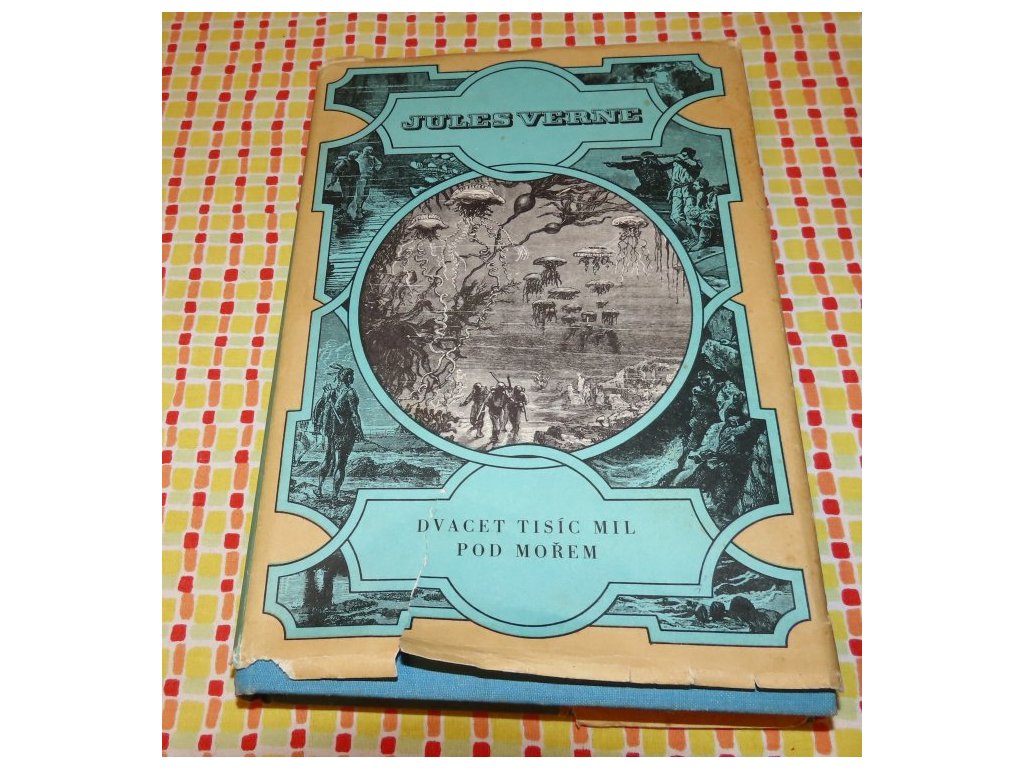 JULES VERNE
DVACET TISÍC MIL
POD MOŘEM